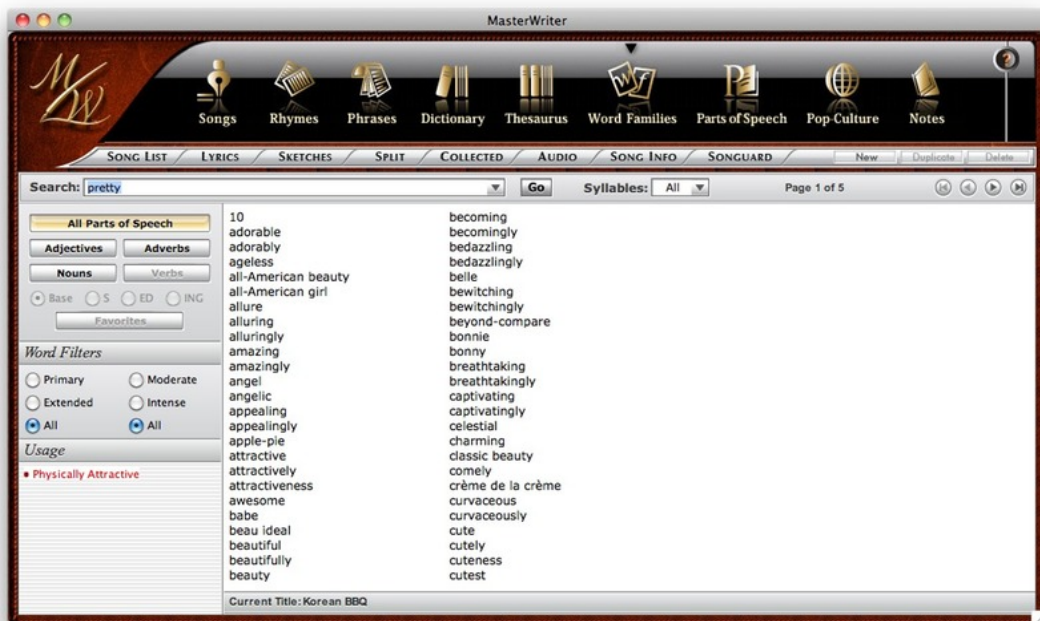 MasterWriter
MW
Songs Rhymes Phrases Dictionary Thesaurus Word Families Parts of Speech Pop-Culture Notes
?
SONG LIST LYRICS SKETCHES SPLIT COLLECTED AUDIO SONG INFO SONGUARD New Duplicate Delete
Search: pretty Go Syllables: All Page 1 of 5
All Parts of Speech
Adjectives Adverbs
Nouns Verbs
Base S ED ING
Favorites
Word Filters
Primary Moderate
Extended Intense
All All
Usage
• Physically Attractive
10
adorable
adorably
ageless
all-American beauty
all-American girl
allure
alluring
alluringly
amazing
amazingly
angel
angelic
appealing
appealingly
apple-pie
attractive
attractively
attractiveness
awesome
babe
beau ideal
beautiful
beautifully
beauty
becoming
becomingly
bedazzling
bedazzlingly
belle
bewitching
bewitchingly
beyond-compare
bonnie
bonny
breathtaking
breathtakingly
captivating
captivatingly
celestial
charming
classic beauty
comely
crème de la crème
curvaceous
curvaceously
cute
cutely
cuteness
cutest
Current Title: Korean BBQ